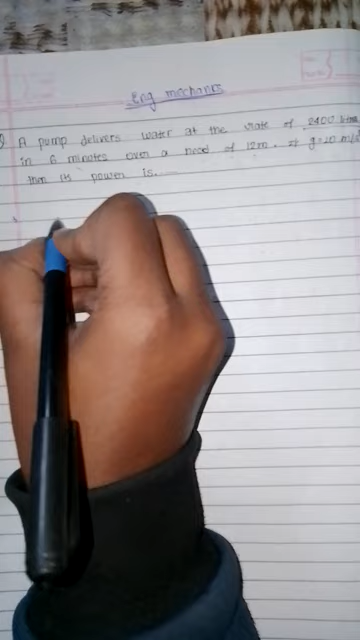 Eng mechanics
Q A pump delivers water at the rate of 2400 litre
in 6 minutes over a head of 12m. If g=10 m/s
then its power is.....